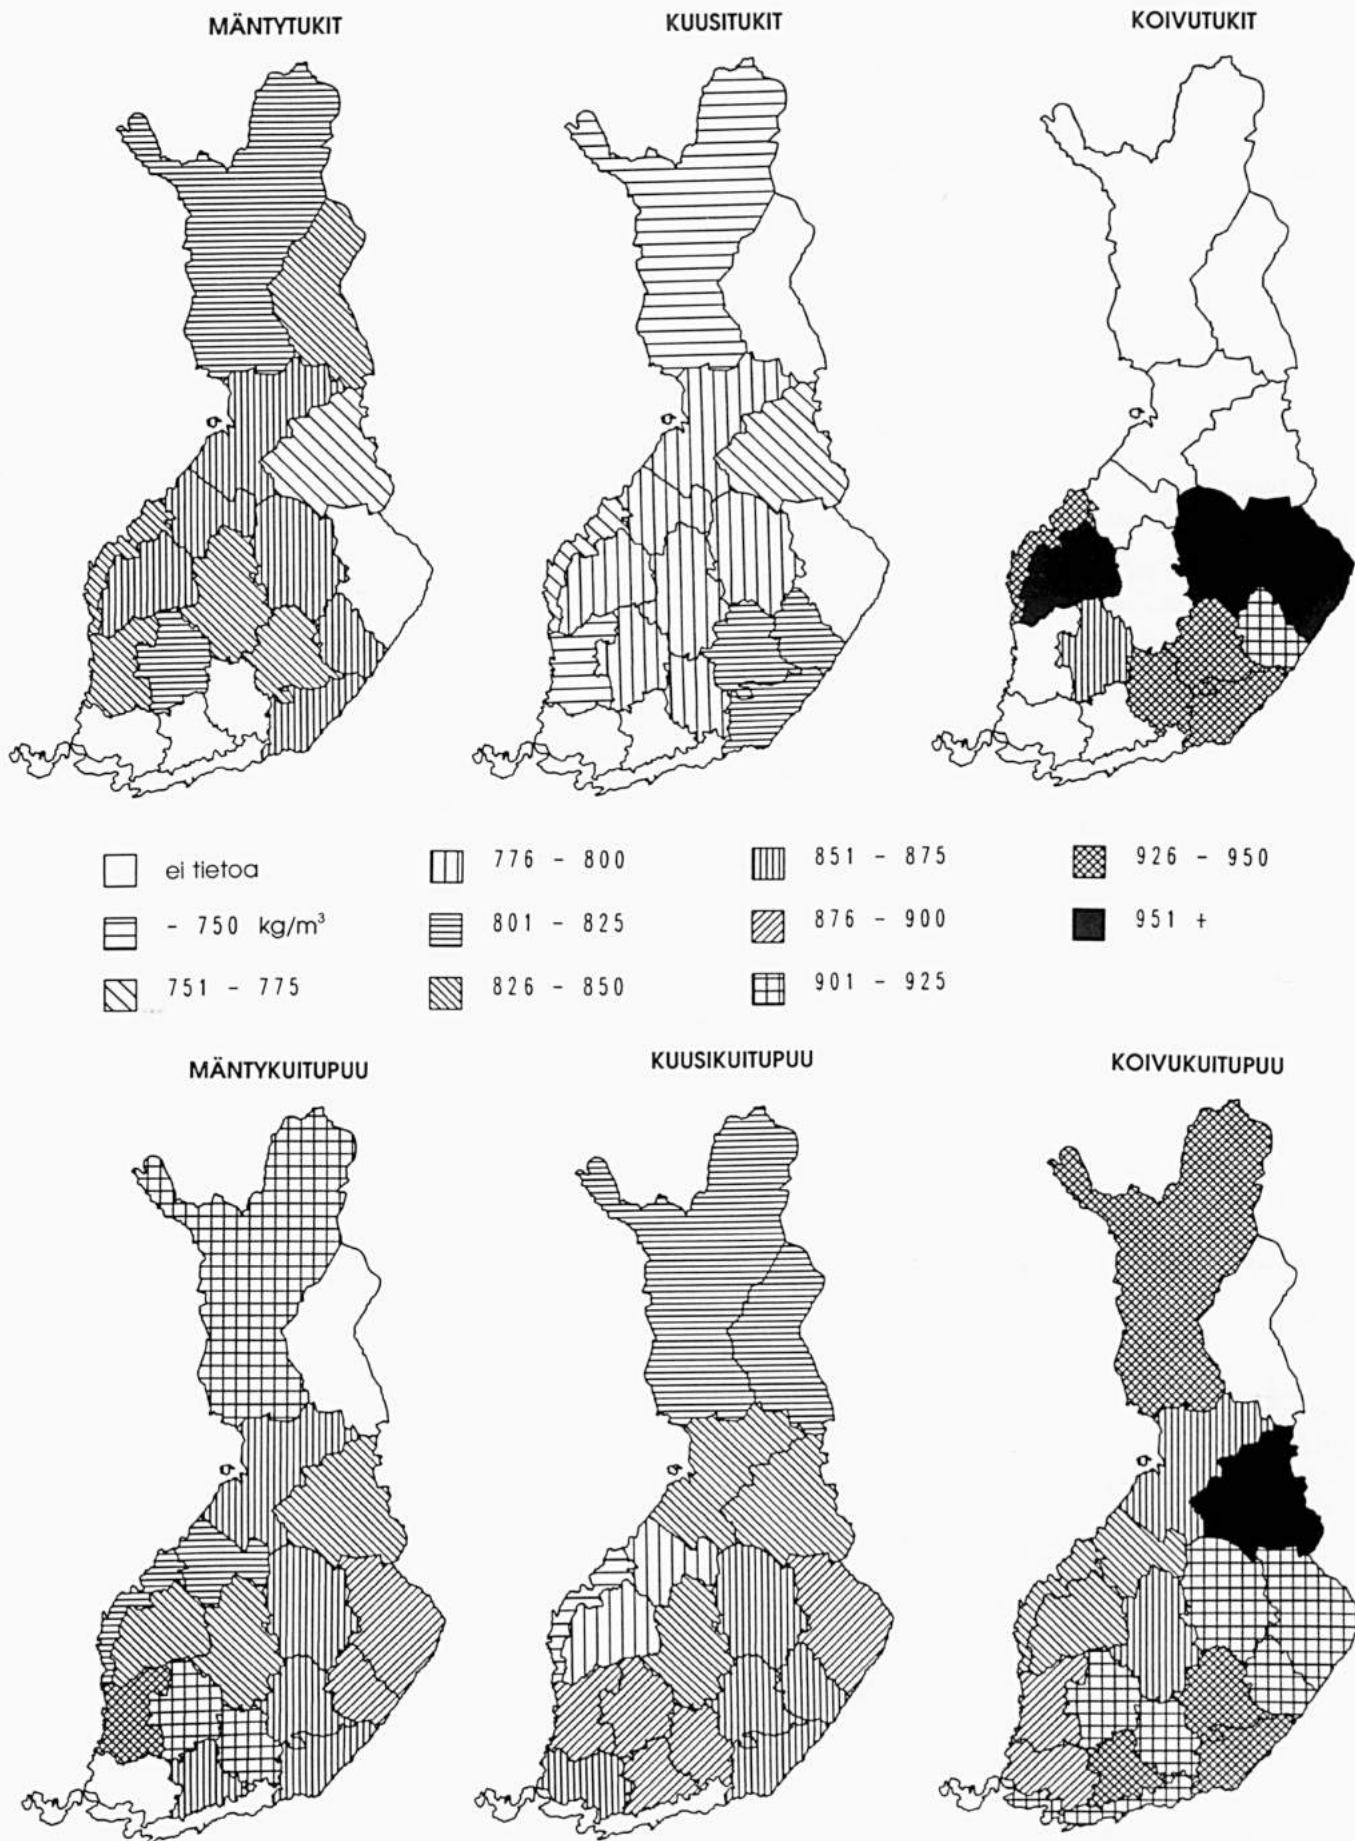 MÄNTYTUKIT
KUUSITUKIT
KOIVUTUKIT
ei tietoa
776 - 800
851 - 875
926 - 950
- 750 kg/m³
801 - 825
876 - 900
951 +
751 - 775
826 - 850
901 - 925
MÄNTYKUITUPUU
KUUSIKUITUPUU
KOIVUKUITUPUU